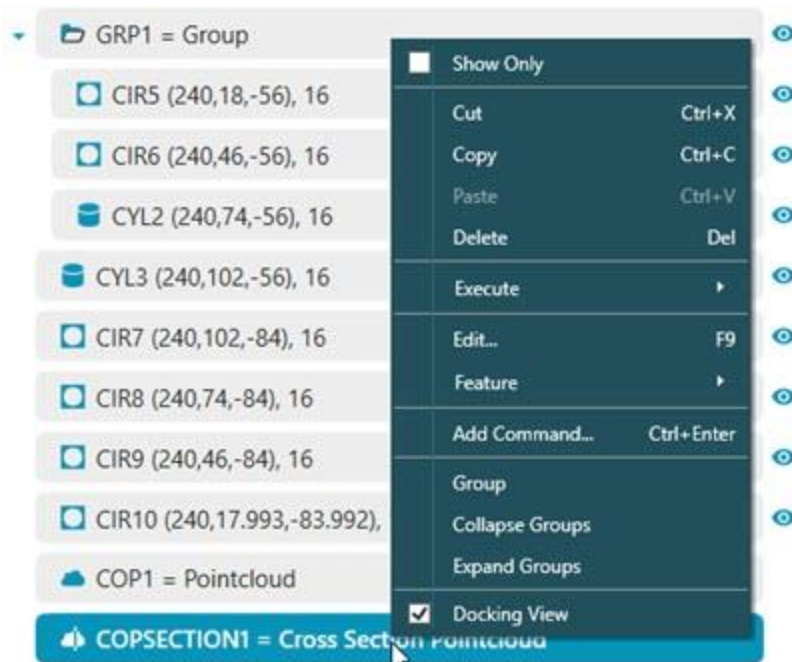 GRP1 = Group
CIR5 (240,18,-56), 16
CIR6 (240,46,-56), 16
CYL2 (240,74,-56), 16
CYL3 (240,102,-56), 16
CIR7 (240,102,-84), 16
CIR8 (240,74,-84), 16
CIR9 (240,46,-84), 16
CIR10 (240,17.993,-83.992),
COP1 = Pointcloud
COPSECTION1 = Cross Section Pointcloud
Show Only
Cut Ctrl+X
Copy Ctrl+C
Paste Ctrl+V
Delete Del
Execute
Edit... F9
Feature
Add Command... Ctrl+Enter
Group
Collapse Groups
Expand Groups
Docking View